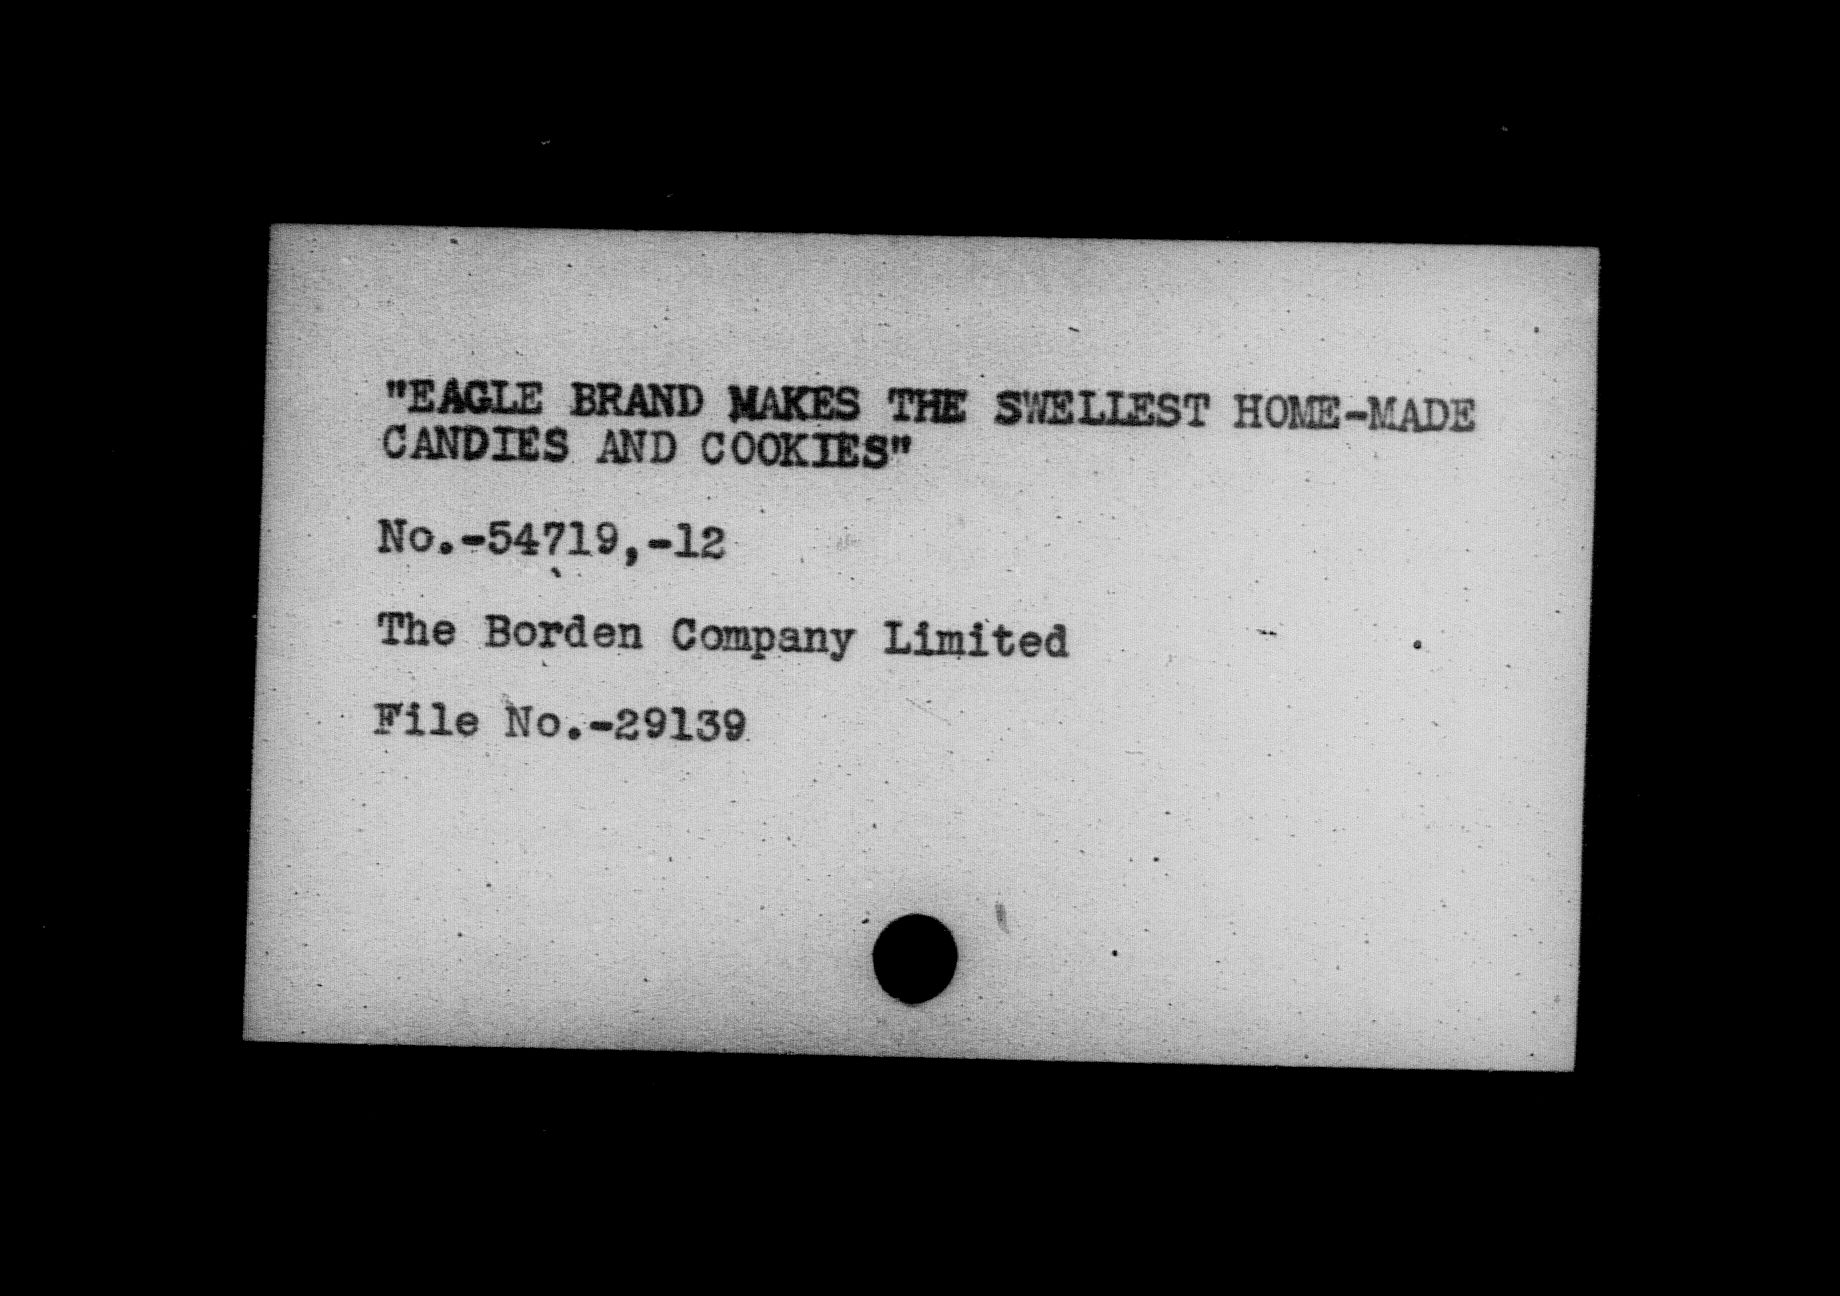 "EAGLE BRAND MAKES THE SWELLEST HOME-MADE
CANDIES AND COOKIES"
No.-54719,-12
The Borden Company Limited
File No.-29139